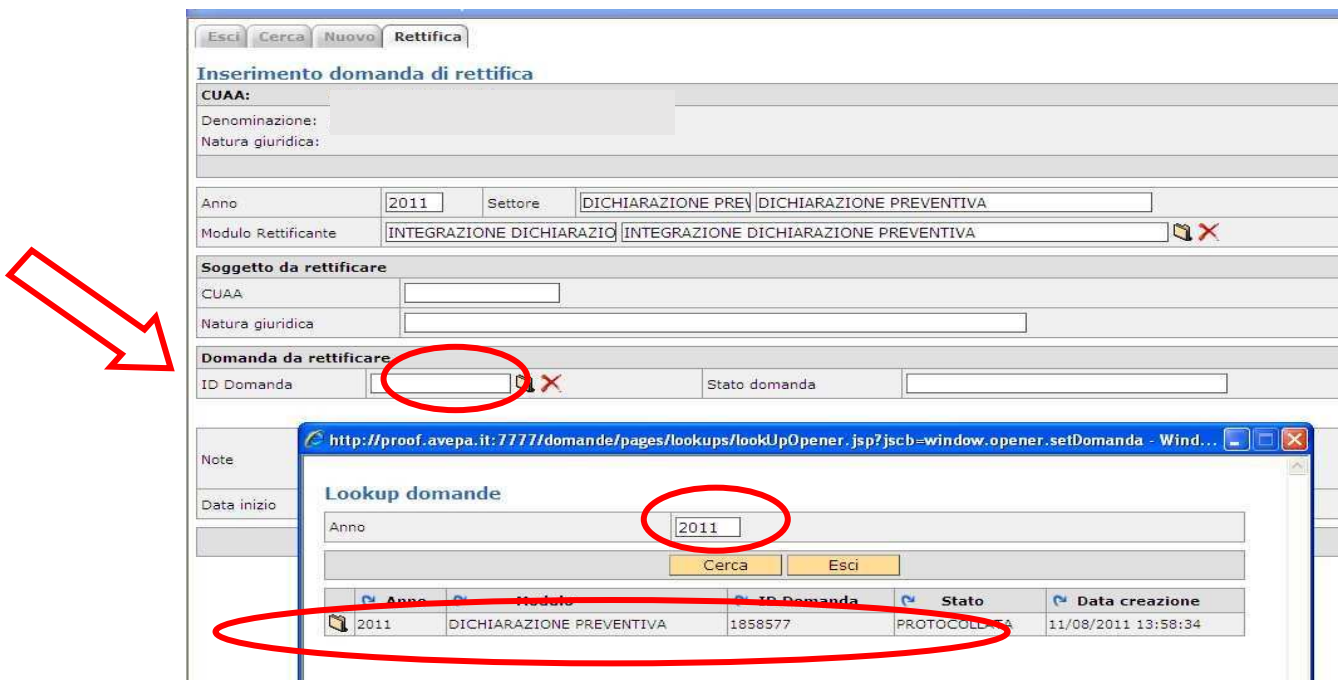 Esci Cerca Nuovo Rettifica
Inserimento domanda di rettifica
CUAA:
Denominazione:
Natura giuridica:
Anno 2011 Settore DICHIARAZIONE PREV DICHIARAZIONE PREVENTIVA
Modulo Rettificante INTEGRAZIONE DICHIARAZIO INTEGRAZIONE DICHIARAZIONE PREVENTIVA
Soggetto da rettificare
CUAA
Natura giuridica
Domanda da rettificare
ID Domanda Stato domanda
Note
Data inizio
http://proof.avepa.it:7777/domande/pages/lookups/lookUpOpener.jsp?jscb=window.opener.setDomanda - Wind...
Lookup domande
Anno 2011
Cerca Esci
Anno Modulo ID Domanda Stato Data creazione
2011 DICHIARAZIONE PREVENTIVA 1858577 PROTOCOLLATA 11/08/2011 13:58:34